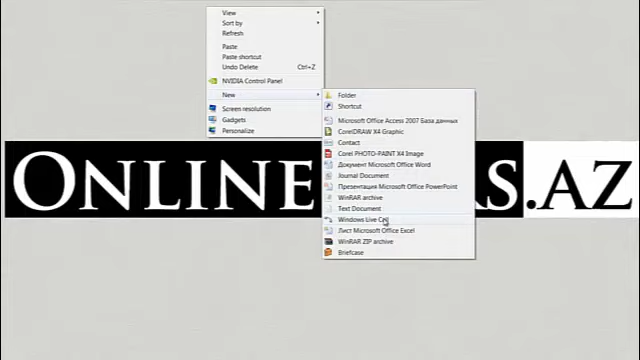 View
Sort by
Refresh
Paste
Paste shortcut
Undo Delete Ctrl+Z
NVIDIA Control Panel
New
Screen resolution
Gadgets
Personalize
Folder
Shortcut
Microsoft Office Access 2007 База данных
CorelDRAW X4 Graphic
Contact
Corel PHOTO-PAINT X4 Image
Документ Microsoft Office Word
Journal Document
Презентация Microsoft Office PowerPoint
WinRAR archive
Text Document
Windows Live Call
Лист Microsoft Office Excel
WinRAR ZIP archive
Briefcase
ONLINE S.AZ